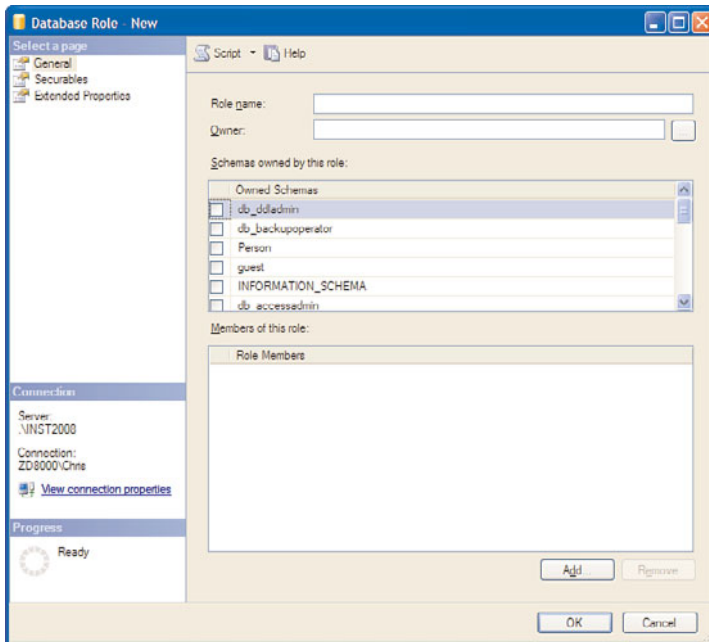 Database Role - New
Select a page
General
Securables
Extended Properties
Script
Help
Role name:
Owner:
...
Schemas owned by this role:
Owned Schemas
db_ddladmin
db_backupoperator
Person
guest
INFORMATION_SCHEMA
db_accessadmin
Members of this role:
Role Members
Connection
Server:
.\INST2008
Connection:
ZD8000\Chris
View connection properties
Progress
Ready
Add...
Remove
OK
Cancel